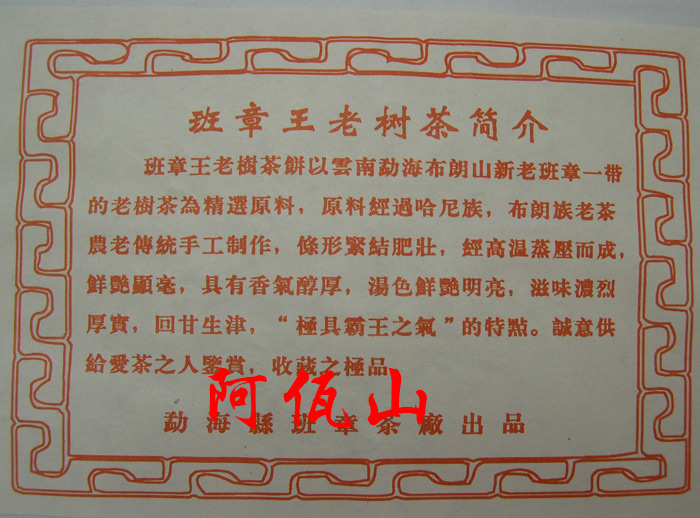 班章王老树茶简介
班章王老樹茶餅以雲南勐海布朗山新老班章一帶
的老樹茶為精選原料，原料經過哈尼族，布朗族老茶
農老傳統手工制作，條形緊結肥壯，經高温蒸壓而成，
鮮艷顯毫，具有香氣醇厚，湯色鮮艷明亮，滋味濃烈
厚實，回甘生津，“極具霸王之氣”的特點。誠意供
給愛茶之人鑒賞，收藏之極品
阿佤山
勐海縣班章茶廠出品